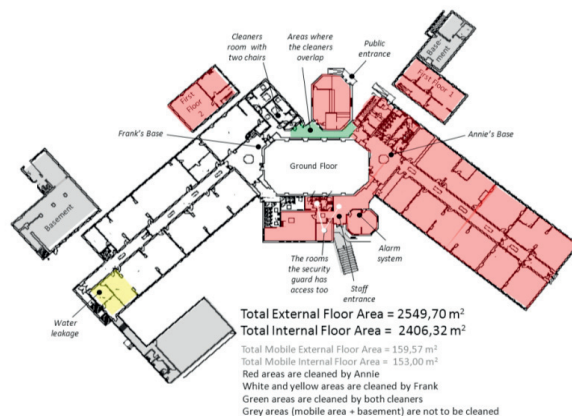 Cleaners
room with
two chairs
Areas where
the cleaners
overlap
Public
entrance
Base-
ment
First Floor 1
First
Floor
2
Frank's Base
Annie's Base
Ground Floor
Basement
Alarm
system
The rooms
the security
guard has
access too
Staff
entrance
Water
leakage
Total External Floor Area = 2549,70 m²
Total Internal Floor Area = 2406,32 m²
Total Mobile External Floor Area = 159,57 m²
Total Mobile Internal Floor Area = 153,00 m²
Red areas are cleaned by Annie
White and yellow areas are cleaned by Frank
Green areas are cleaned by both cleaners
Grey areas (mobile area + basement) are not to be cleaned